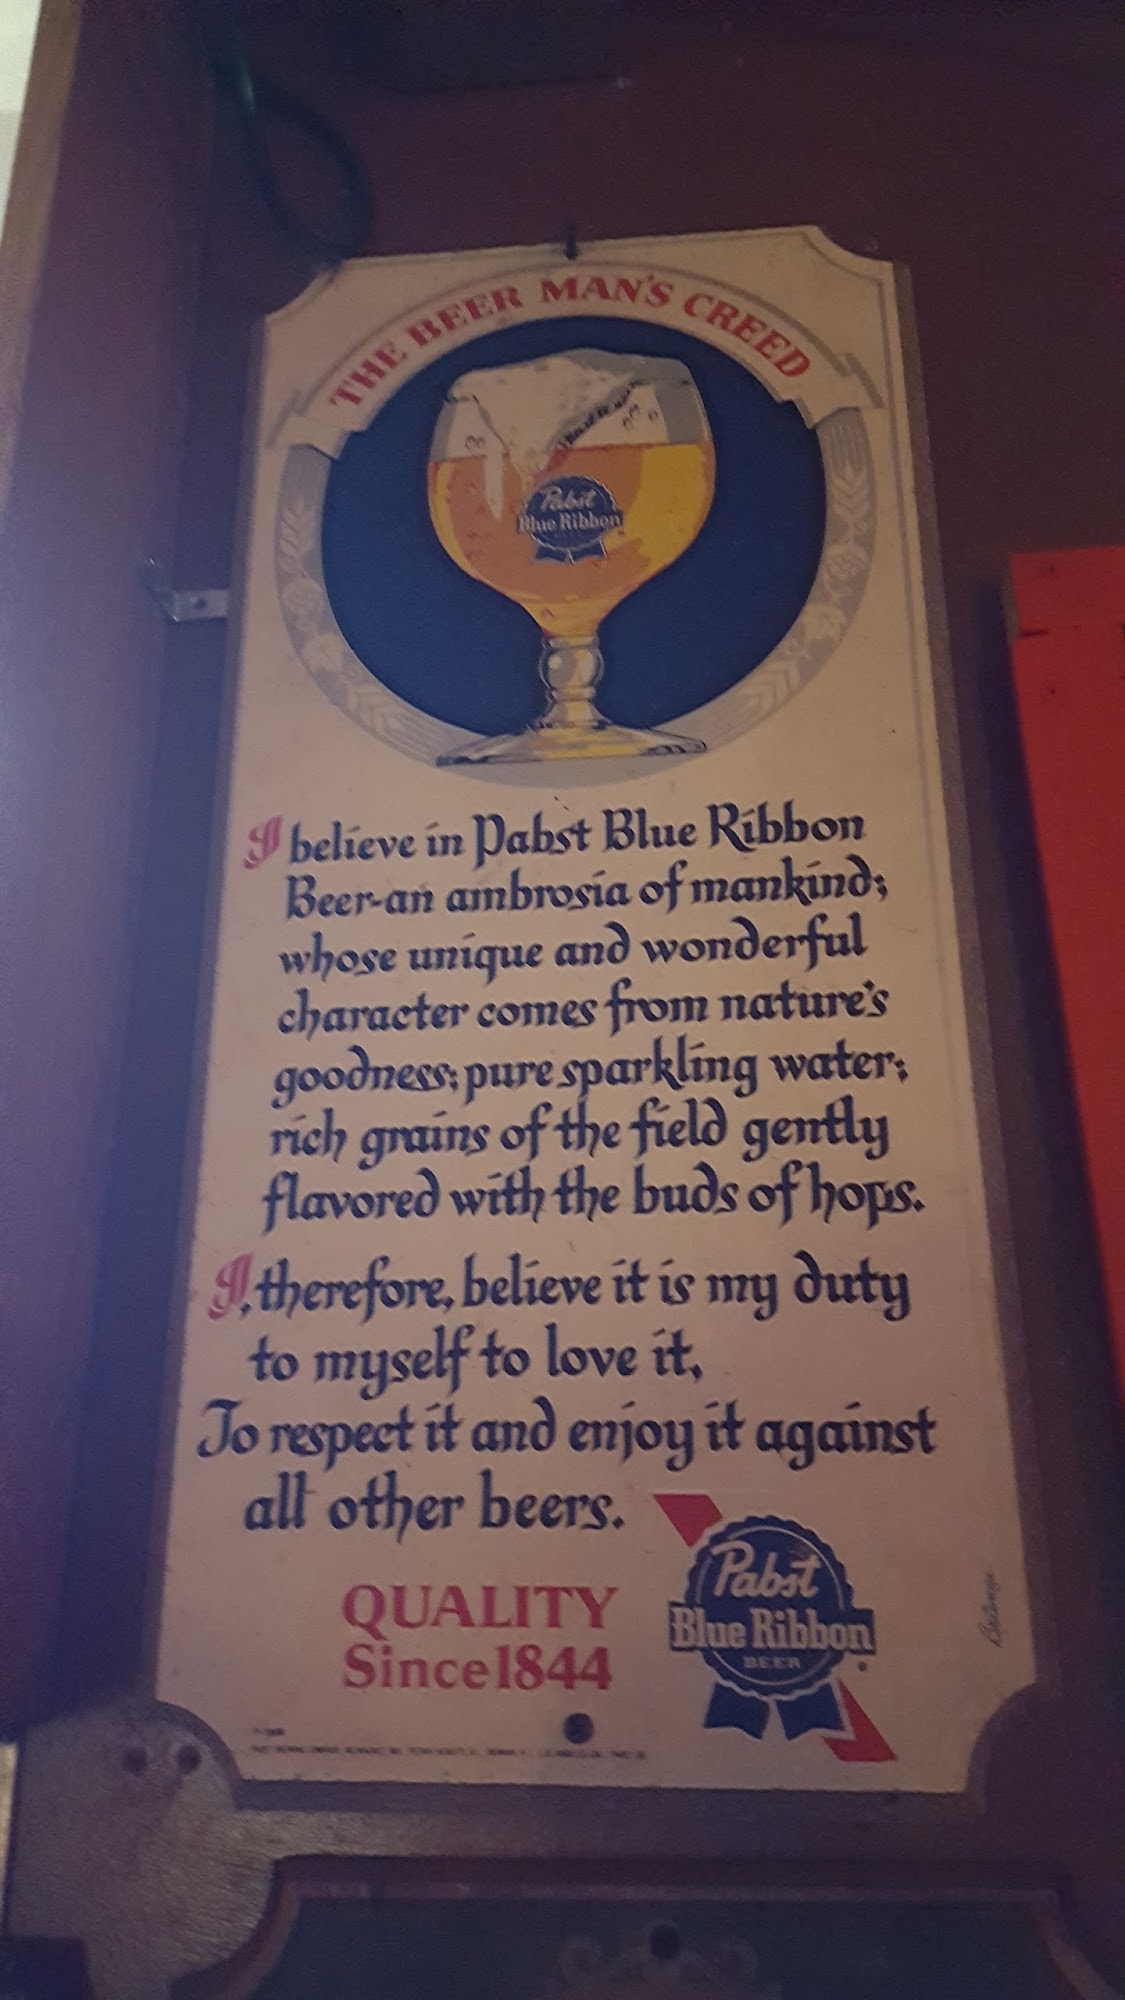 THE BEER MAN'S CREED
Pabst
Blue Ribbon
I believe in Pabst Blue Ribbon
Beer-an ambrosia of mankind;
whose unique and wonderful
character comes from nature's
goodness; pure sparkling water;
rich grains of the field gently
flavored with the buds of hops.
I, therefore, believe it is my duty
to myself to love it,
To respect it and enjoy it against
all other beers.
QUALITY
Since 1844
Pabst
Blue Ribbon
BEER